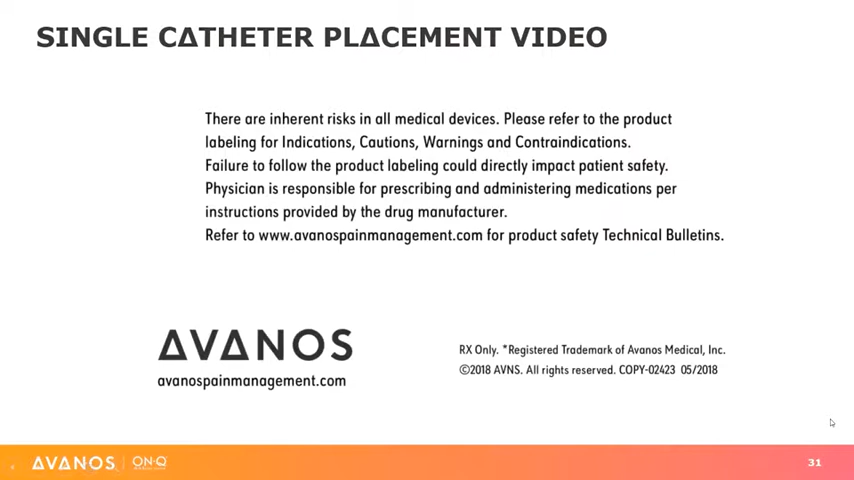 SINGLE CΔTHETER PLΔCEMENT VIDEO
There are inherent risks in all medical devices. Please refer to the product
labeling for Indications, Cautions, Warnings and Contraindications.
Failure to follow the product labeling could directly impact patient safety.
Physician is responsible for prescribing and administering medications per
instructions provided by the drug manufacturer.
Refer to www.avanospainmanagement.com for product safety Technical Bulletins.
ΔVΔNOS
avanospainmanagement.com
RX Only. *Registered Trademark of Avanos Medical, Inc.
©2018 AVNS. All rights reserved. COPY-02423 05/2018
ΔVΔNOS | ON-Q*
31